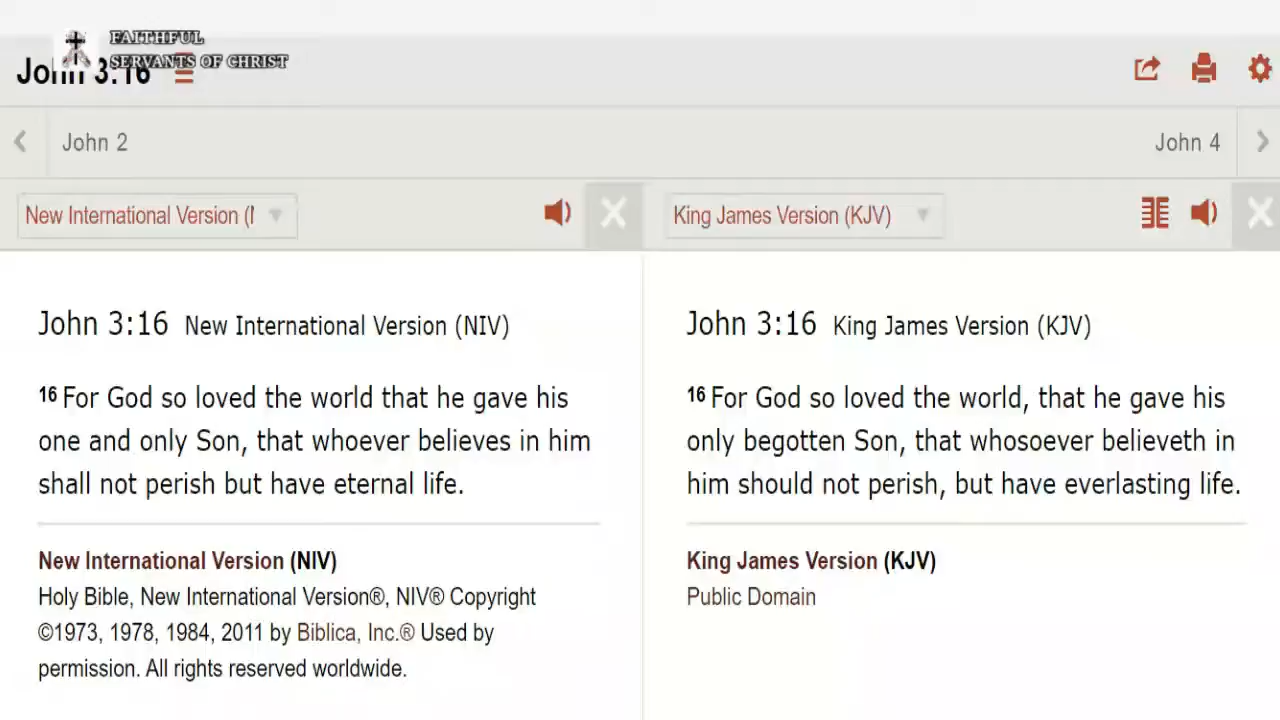 FAITHFUL
SERVANTS OF CHRIST
John 3:16
John 2
John 4
New International Version (
King James Version (KJV)
John 3:16 New International Version (NIV)
16 For God so loved the world that he gave his
one and only Son, that whoever believes in him
shall not perish but have eternal life.
New International Version (NIV)
Holy Bible, New International Version®, NIV® Copyright
©1973, 1978, 1984, 2011 by Biblica, Inc.® Used by
permission. All rights reserved worldwide.
John 3:16 King James Version (KJV)
16 For God so loved the world, that he gave his
only begotten Son, that whosoever believeth in
him should not perish, but have everlasting life.
King James Version (KJV)
Public Domain